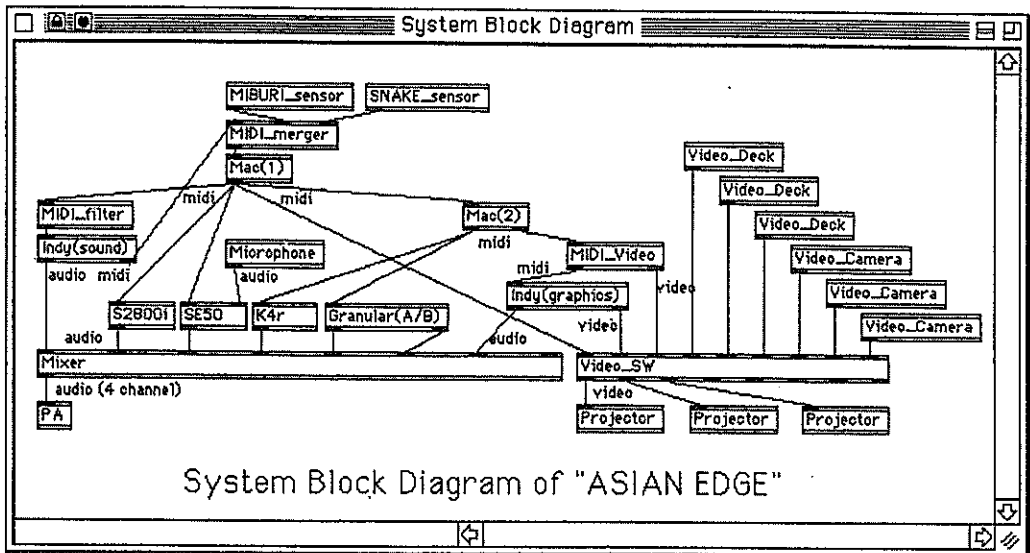 System Block Diagram
MIBURI_sensor
SNAKE_sensor
MIDI_merger
Mac(1)
Video_Deck
Video_Deck
Video_Deck
Video_Camera
Video_Camera
Video_Camera
midi
midi
MIDI_filter
Mac(2)
midi
Indy(sound)
Microphone
MIDI_Video
audio
midi
audio
midi
video
Indy(graphics)
S2800i
SE50
K4r
Granular(A/B)
video
audio
audio
Mixer
Video_SW
audio (4 channel)
video
PA
Projector
Projector
Projector
System Block Diagram of "ASIAN EDGE"